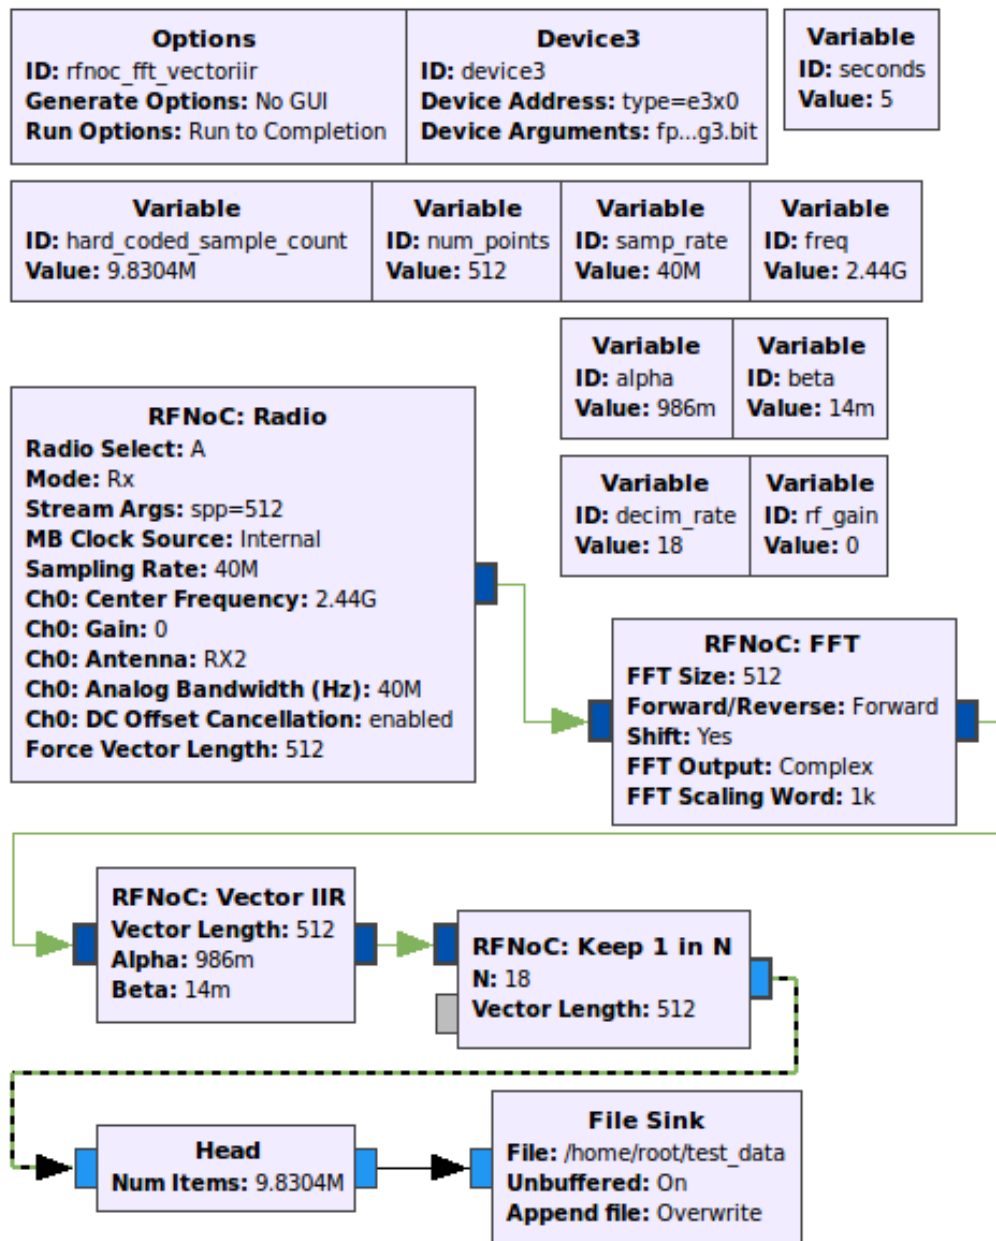 Options
ID: rfnoc_fft_vectoriir
Generate Options: No GUI
Run Options: Run to Completion
Device3
ID: device3
Device Address: type=e3x0
Device Arguments: fp...g3.bit
Variable
ID: seconds
Value: 5
Variable
ID: hard_coded_sample_count
Value: 9.8304M
Variable
ID: num_points
Value: 512
Variable
ID: samp_rate
Value: 40M
Variable
ID: freq
Value: 2.44G
Variable
ID: alpha
Value: 986m
Variable
ID: beta
Value: 14m
Variable
ID: decim_rate
Value: 18
Variable
ID: rf_gain
Value: 0
RFNoC: Radio
Radio Select: A
Mode: Rx
Stream Args: spp=512
MB Clock Source: Internal
Sampling Rate: 40M
Ch0: Center Frequency: 2.44G
Ch0: Gain: 0
Ch0: Antenna: RX2
Ch0: Analog Bandwidth (Hz): 40M
Ch0: DC Offset Cancellation: enabled
Force Vector Length: 512
RFNoC: FFT
FFT Size: 512
Forward/Reverse: Forward
Shift: Yes
FFT Output: Complex
FFT Scaling Word: 1k
RFNoC: Vector IIR
Vector Length: 512
Alpha: 986m
Beta: 14m
RFNoC: Keep 1 in N
N: 18
Vector Length: 512
Head
Num Items: 9.8304M
File Sink
File: /home/root/test_data
Unbuffered: On
Append file: Overwrite